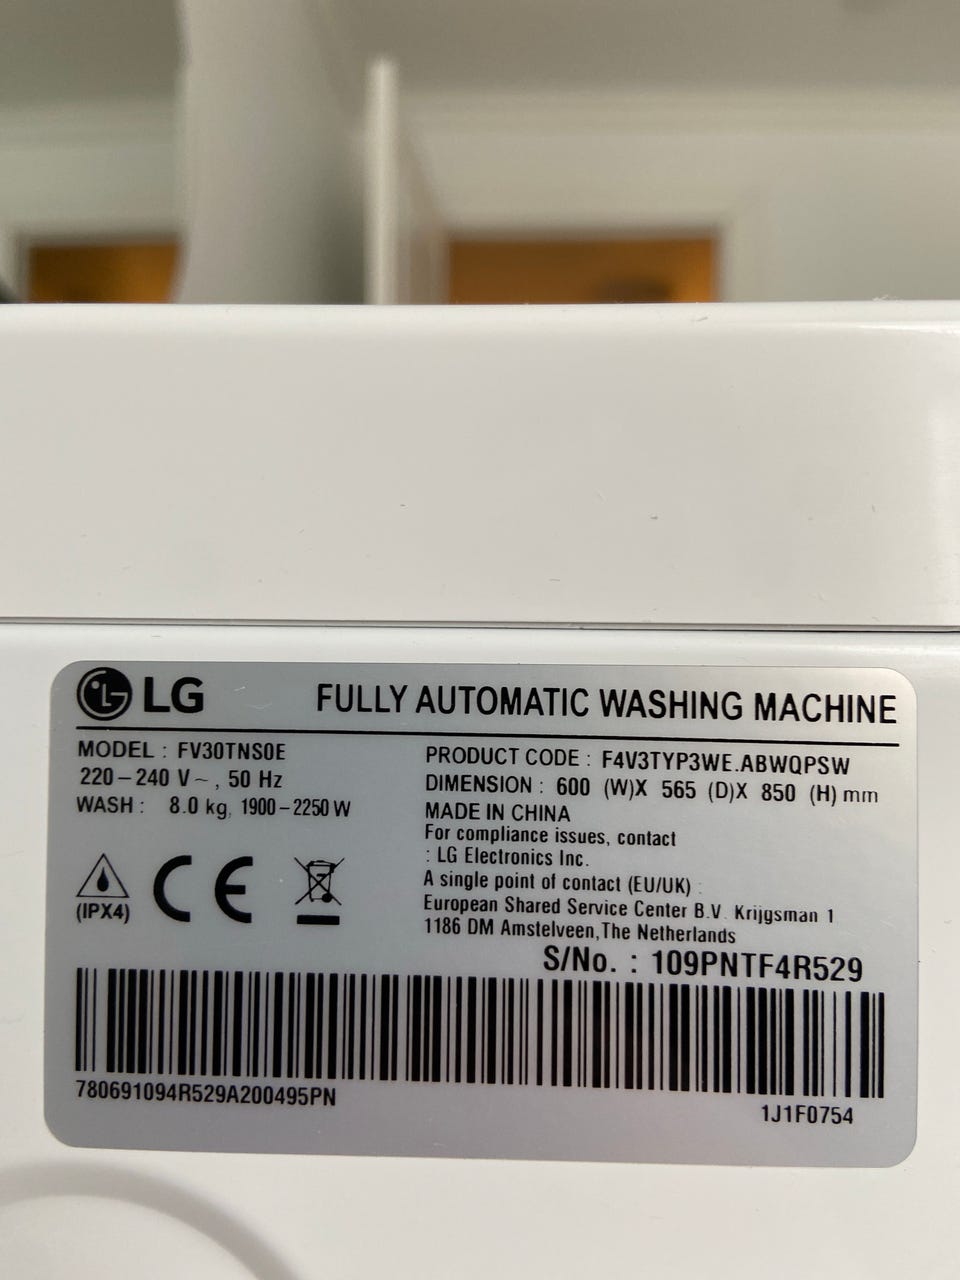 LG FULLY AUTOMATIC WASHING MACHINE
MODEL : FV30TNS0E
220-240 V~, 50 Hz
WASH : 8.0 kg, 1900-2250 W
(IPX4)
CE
PRODUCT CODE : F4V3TYP3WE.ABWQPSW
DIMENSION : 600 (W)X 565 (D)X 850 (H) mm
MADE IN CHINA
For compliance issues, contact
: LG Electronics Inc.
A single point of contact (EU/UK) :
European Shared Service Center B.V. Krijgsman 1
1186 DM Amstelveen,The Netherlands
S/No. : 109PNTF4R529
780691094R529A200495PN
1J1F0754